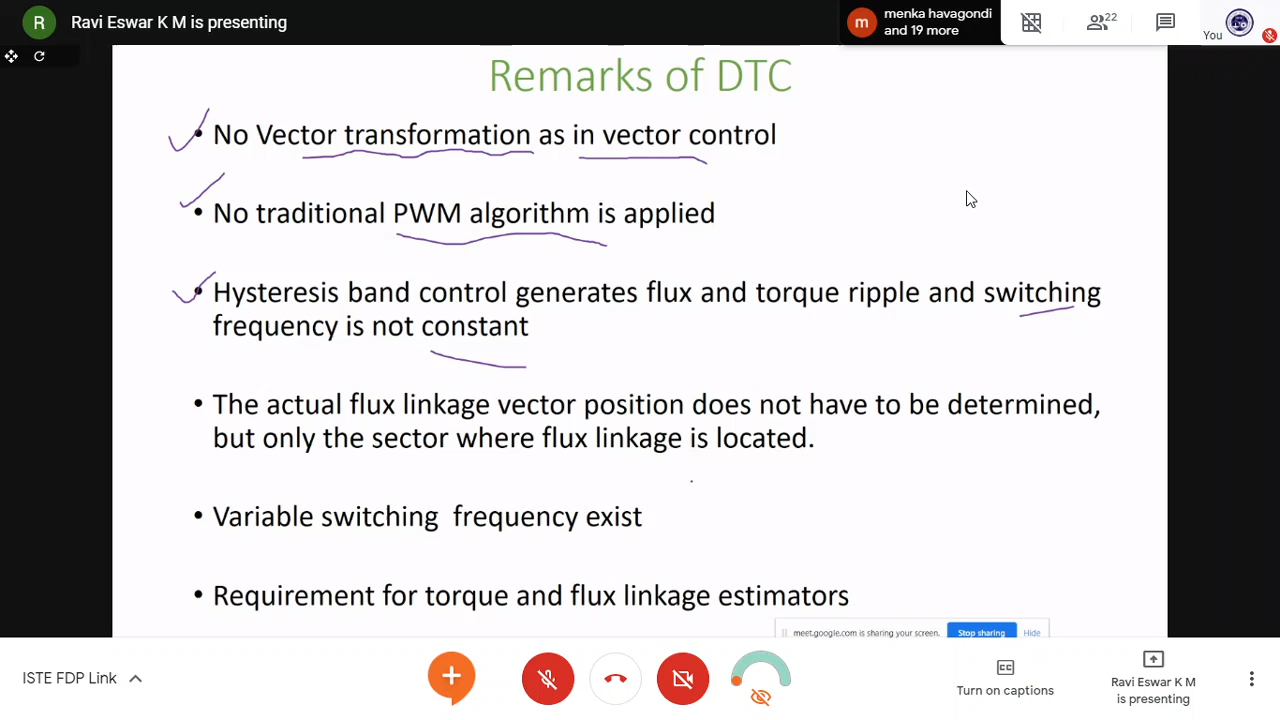 R Ravi Eswar K M is presenting
m menka havagondi
and 19 more
22
You
Remarks of DTC
• No Vector transformation as in vector control
• No traditional PWM algorithm is applied
• Hysteresis band control generates flux and torque ripple and switching
frequency is not constant
• The actual flux linkage vector position does not have to be determined,
but only the sector where flux linkage is located.
• Variable switching frequency exist
• Requirement for torque and flux linkage estimators
meet.google.com is sharing your screen. Stop sharing Hide
ISTE FDP Link
CC
Turn on captions
Ravi Eswar K M
is presenting